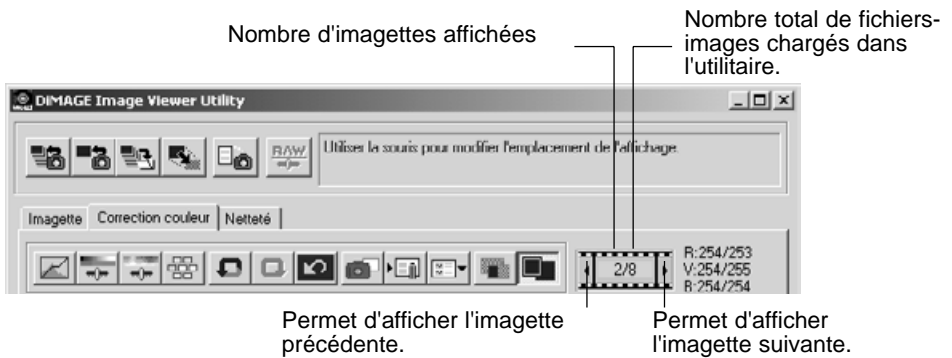 Nombre d'imagettes affichées
Nombre total de fichiers-
images chargés dans
l'utilitaire.
DIMAGE Image Viewer Utility
RAW
Utiliser la souris pour modifier l'emplacement de l'affichage.
Imagette Correction couleur Netteté
2/8
R:254/253
V:254/255
B:254/254
Permet d'afficher l'imagette
précédente.
Permet d'afficher
l'imagette suivante.